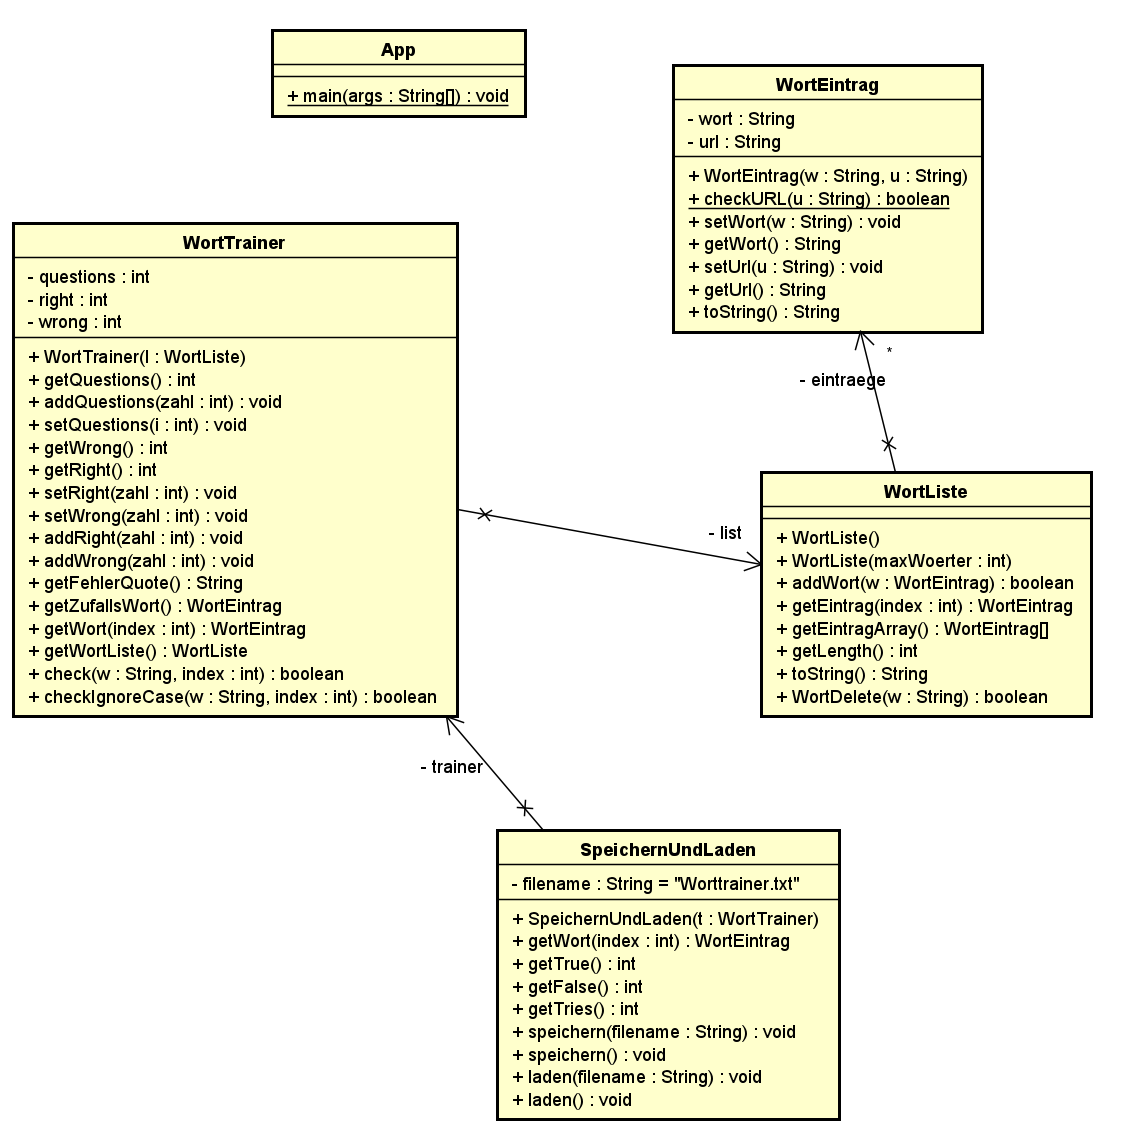 App
+ main(args : String[]) : void
WortEintrag
- wort : String
- url : String
+ WortEintrag(w : String, u : String)
+ checkURL(u : String) : boolean
+ setWort(w : String) : void
+ getWort() : String
+ setUrl(u : String) : void
+ getUrl() : String
+ toString() : String
*
- eintraege
WortTrainer
- questions : int
- right : int
- wrong : int
+ WortTrainer(l : WortListe)
+ getQuestions() : int
+ addQuestions(zahl : int) : void
+ setQuestions(i : int) : void
+ getWrong() : int
+ getRight() : int
+ setRight(zahl : int) : void
+ setWrong(zahl : int) : void
+ addRight(zahl : int) : void
+ addWrong(zahl : int) : void
+ getFehlerQuote() : String
+ getZufallsWort() : WortEintrag
+ getWort(index : int) : WortEintrag
+ getWortListe() : WortListe
+ check(w : String, index : int) : boolean
+ checkIgnoreCase(w : String, index : int) : boolean
- list
WortListe
+ WortListe()
+ WortListe(maxWoerter : int)
+ addWort(w : WortEintrag) : boolean
+ getEintrag(index : int) : WortEintrag
+ getEintragArray() : WortEintrag[]
+ getLength() : int
+ toString() : String
+ WortDelete(w : String) : boolean
- trainer
SpeichernUndLaden
- filename : String = "Worttrainer.txt"
+ SpeichernUndLaden(t : WortTrainer)
+ getWort(index : int) : WortEintrag
+ getTrue() : int
+ getFalse() : int
+ getTries() : int
+ speichern(filename : String) : void
+ speichern() : void
+ laden(filename : String) : void
+ laden() : void